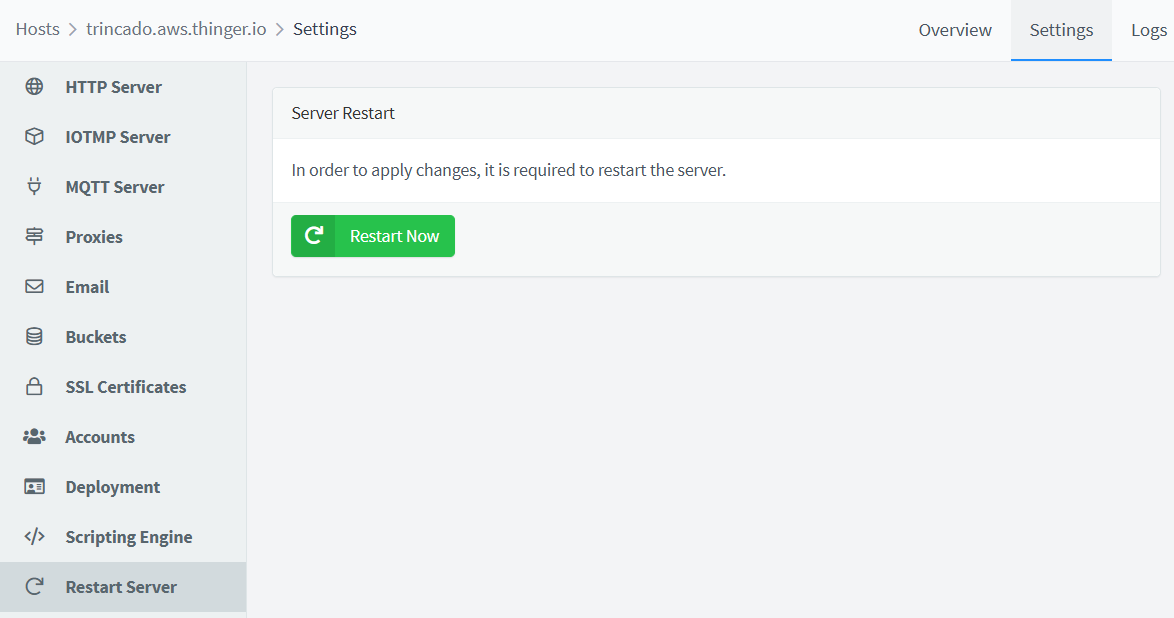 Hosts > trincado.aws.thinger.io > Settings
Overview
Settings
Logs
HTTP Server
IOTMP Server
MQTT Server
Proxies
Email
Buckets
SSL Certificates
Accounts
Deployment
Scripting Engine
Restart Server
Server Restart
In order to apply changes, it is required to restart the server.
Restart Now